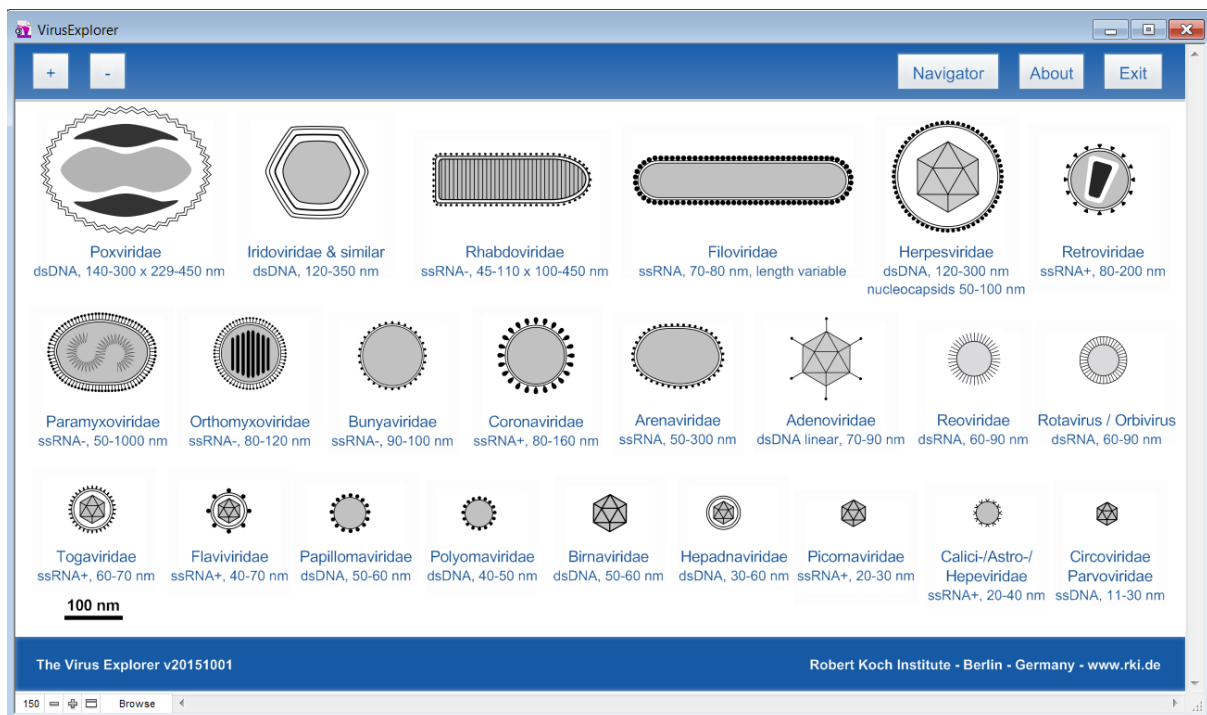 VirusExplorer
+
-
Navigator
About
Exit
Poxviridae
dsDNA, 140-300 x 229-450 nm
Iridoviridae & similar
dsDNA, 120-350 nm
Rhabdoviridae
ssRNA-, 45-110 x 100-450 nm
Filoviridae
ssRNA, 70-80 nm, length variable
Herpesviridae
dsDNA, 120-300 nm
nucleocapsids 50-100 nm
Retroviridae
ssRNA+, 80-200 nm
Paramyxoviridae
ssRNA-, 50-1000 nm
Orthomyxoviridae
ssRNA-, 80-120 nm
Bunyaviridae
ssRNA-, 90-100 nm
Coronaviridae
ssRNA+, 80-160 nm
Arenaviridae
ssRNA, 50-300 nm
Adenoviridae
dsDNA linear, 70-90 nm
Reoviridae
dsRNA, 60-90 nm
Rotavirus / Orbivirus
dsRNA, 60-90 nm
Togaviridae
ssRNA+, 60-70 nm
Flaviviridae
ssRNA+, 40-70 nm
Papillomaviridae
dsDNA, 50-60 nm
Polyomaviridae
dsDNA, 40-50 nm
Birnaviridae
dsDNA, 50-60 nm
Hepadnaviridae
dsDNA, 30-60 nm
Picornaviridae
ssRNA+, 20-30 nm
Calici-/Astro-/
Hepeviridae
ssRNA+, 20-40 nm
Circoviridae
Parvoviridae
ssDNA, 11-30 nm
100 nm
The Virus Explorer v20151001
Robert Koch Institute - Berlin - Germany - www.rki.de
150
Browse